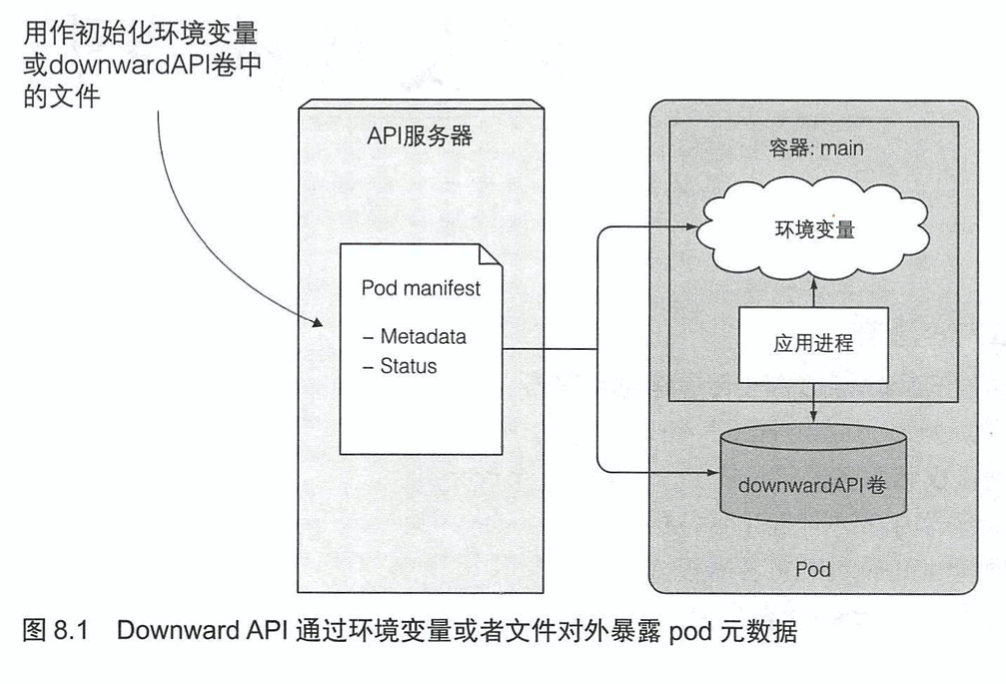 用作初始化环境变量
或downwardAPI卷中
的文件
API服务器
Pod manifest
– Metadata
– Status
容器: main
环境变量
应用进程
downwardAPI卷
Pod
图 8.1 Downward API 通过环境变量或者文件对外暴露 pod 元数据